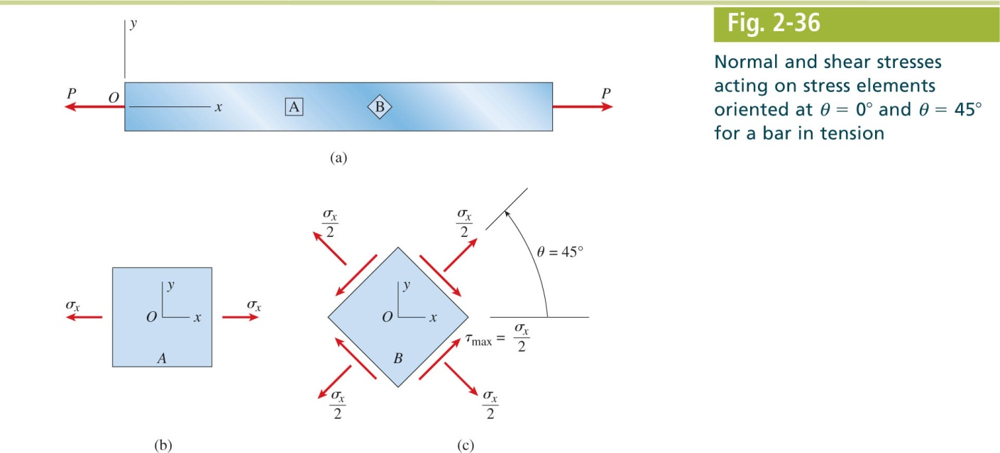 Fig. 2-36
Normal and shear stresses
acting on stress elements
oriented at θ = 0° and θ = 45°
for a bar in tension
y
P
O
x
A
B
P
(a)
σx
y
O
x
A
σx
(b)
σx
2
σx
2
θ = 45°
y
O
x
B
τmax = σx
2
σx
2
σx
2
(c)